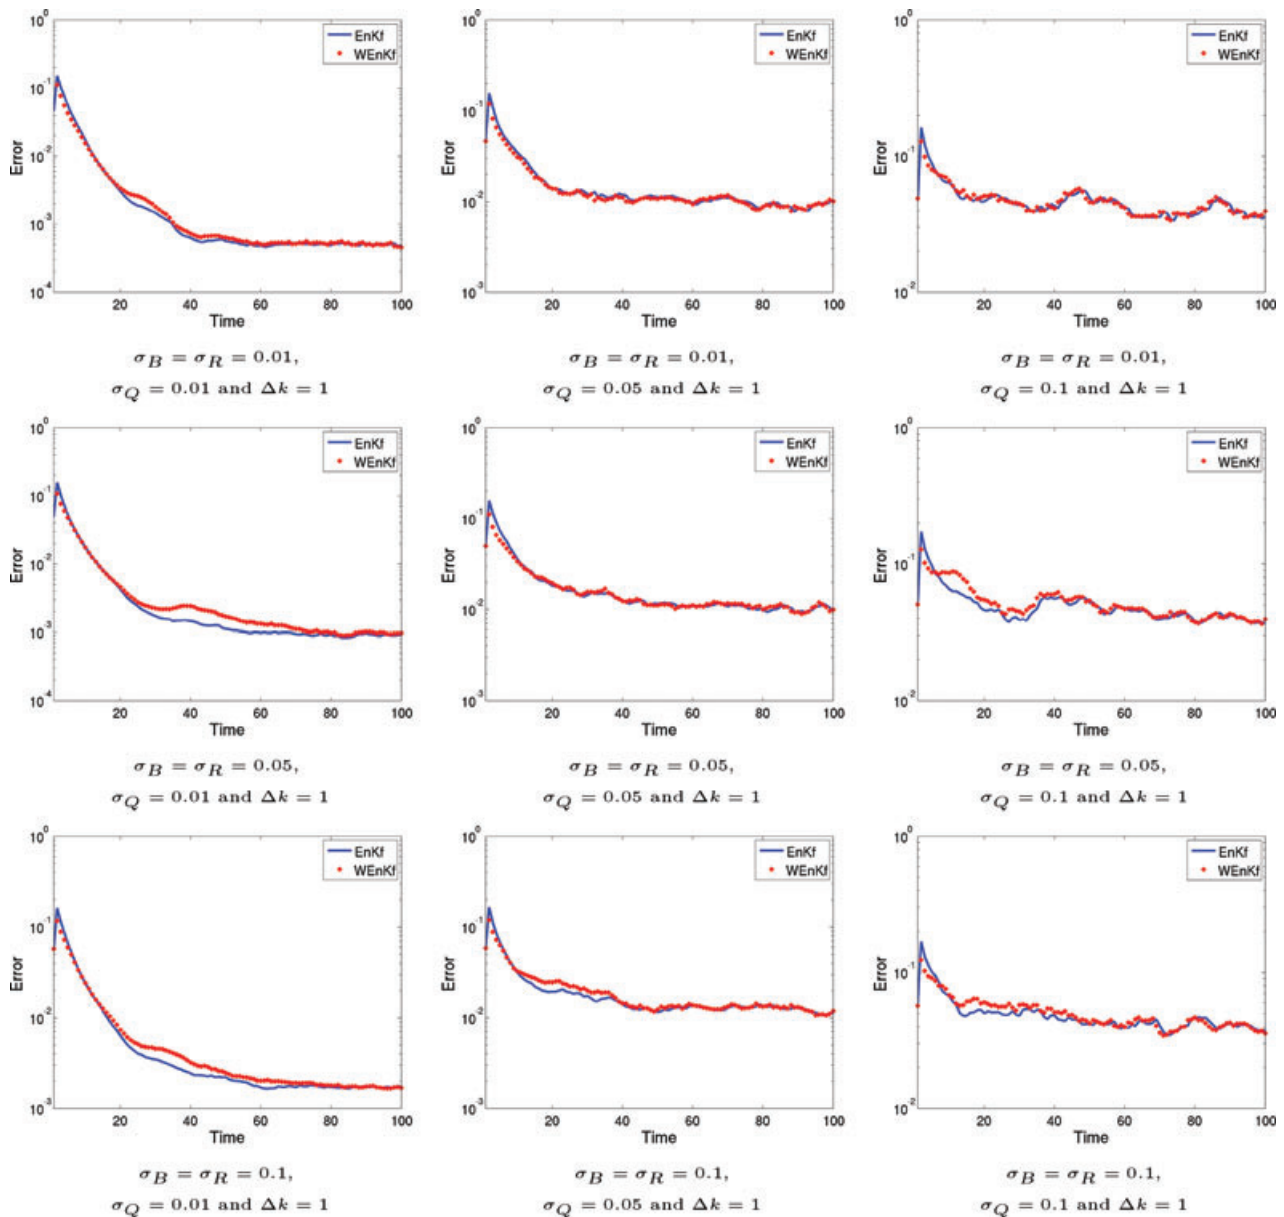 10^0
10^-1
10^-2
10^-3
10^-4
Error
EnKf
WEnKf
20 40 60 80 100
Time
σ_B = σ_R = 0.01,
σ_Q = 0.01 and Δk = 1
10^0
10^-1
10^-2
10^-3
Error
EnKf
WEnKf
20 40 60 80 100
Time
σ_B = σ_R = 0.01,
σ_Q = 0.05 and Δk = 1
10^0
10^-1
10^-2
Error
EnKf
WEnKf
20 40 60 80 100
Time
σ_B = σ_R = 0.01,
σ_Q = 0.1 and Δk = 1
10^0
10^-1
10^-2
10^-3
10^-4
Error
EnKf
WEnKf
20 40 60 80 100
Time
σ_B = σ_R = 0.05,
σ_Q = 0.01 and Δk = 1
10^0
10^-1
10^-2
10^-3
Error
EnKf
WEnKf
20 40 60 80 100
Time
σ_B = σ_R = 0.05,
σ_Q = 0.05 and Δk = 1
10^0
10^-1
10^-2
Error
EnKf
WEnKf
20 40 60 80 100
Time
σ_B = σ_R = 0.05,
σ_Q = 0.1 and Δk = 1
10^0
10^-1
10^-2
10^-3
Error
EnKf
WEnKf
20 40 60 80 100
Time
σ_B = σ_R = 0.1,
σ_Q = 0.01 and Δk = 1
10^0
10^-1
10^-2
10^-3
Error
EnKf
WEnKf
20 40 60 80 100
Time
σ_B = σ_R = 0.1,
σ_Q = 0.05 and Δk = 1
10^0
10^-1
10^-2
Error
EnKf
WEnKf
20 40 60 80 100
Time
σ_B = σ_R = 0.1,
σ_Q = 0.1 and Δk = 1